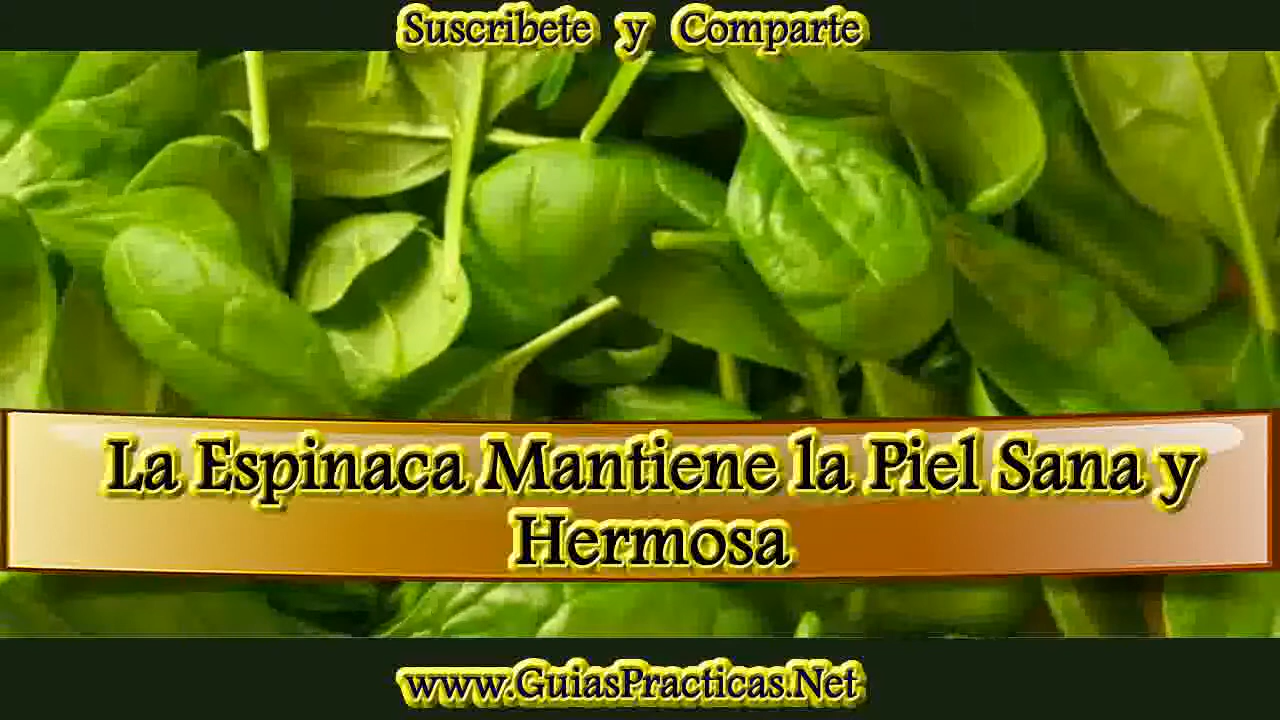 Suscribete y Comparte
La Espinaca Mantiene la Piel Sana y
Hermosa
www.GuiasPracticas.Net